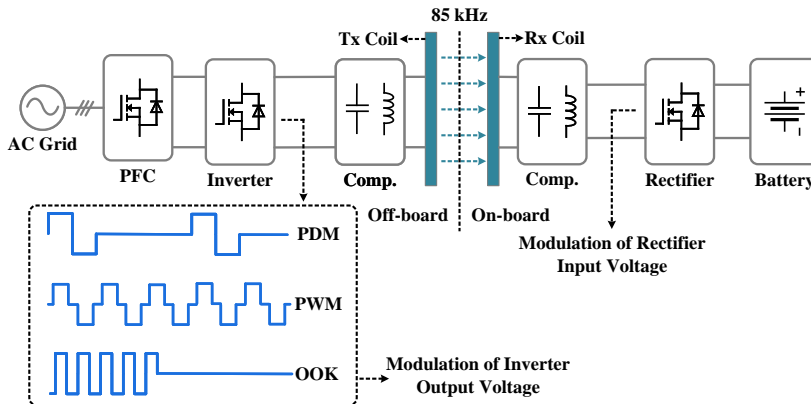 85 kHz
Tx Coil
Rx Coil
AC Grid
PFC
Inverter
Comp.
Comp.
Rectifier
Battery
+
-
Off-board
On-board
PDM
PWM
OOK
Modulation of Rectifier
Input Voltage
Modulation of Inverter
Output Voltage